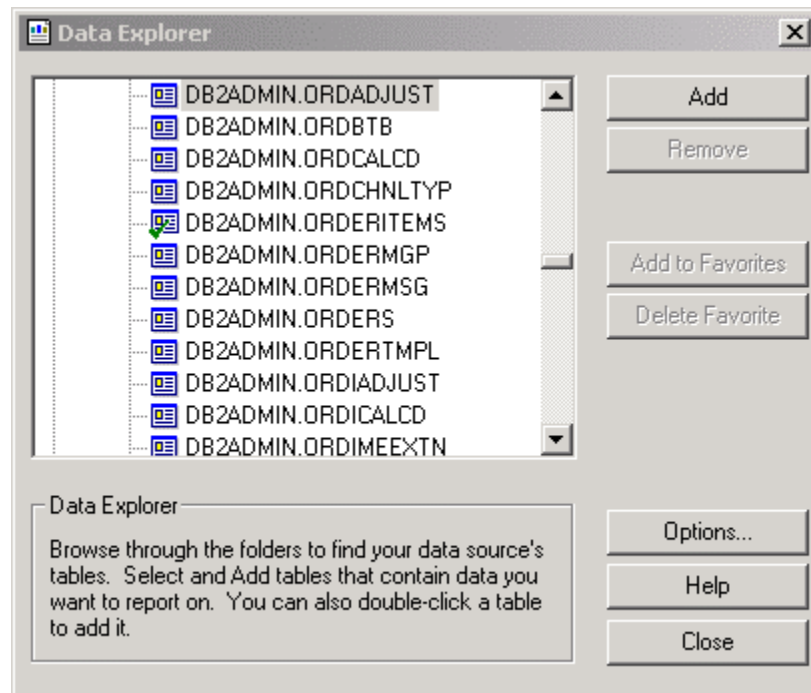 Data Explorer
DB2ADMIN.ORDADJUST
DB2ADMIN.ORDBTB
DB2ADMIN.ORDCALCD
DB2ADMIN.ORDCHNLTYP
DB2ADMIN.ORDERITEMS
DB2ADMIN.ORDERMGP
DB2ADMIN.ORDERMSG
DB2ADMIN.ORDERS
DB2ADMIN.ORDERTMPL
DB2ADMIN.ORDIADJUST
DB2ADMIN.ORDICALCD
DB2ADMIN.ORDIMEEXTN
Add
Remove
Add to Favorites
Delete Favorite
Data Explorer
Browse through the folders to find your data source's
tables.  Select and Add tables that contain data you
want to report on.  You can also double-click a table
to add it.
Options...
Help
Close